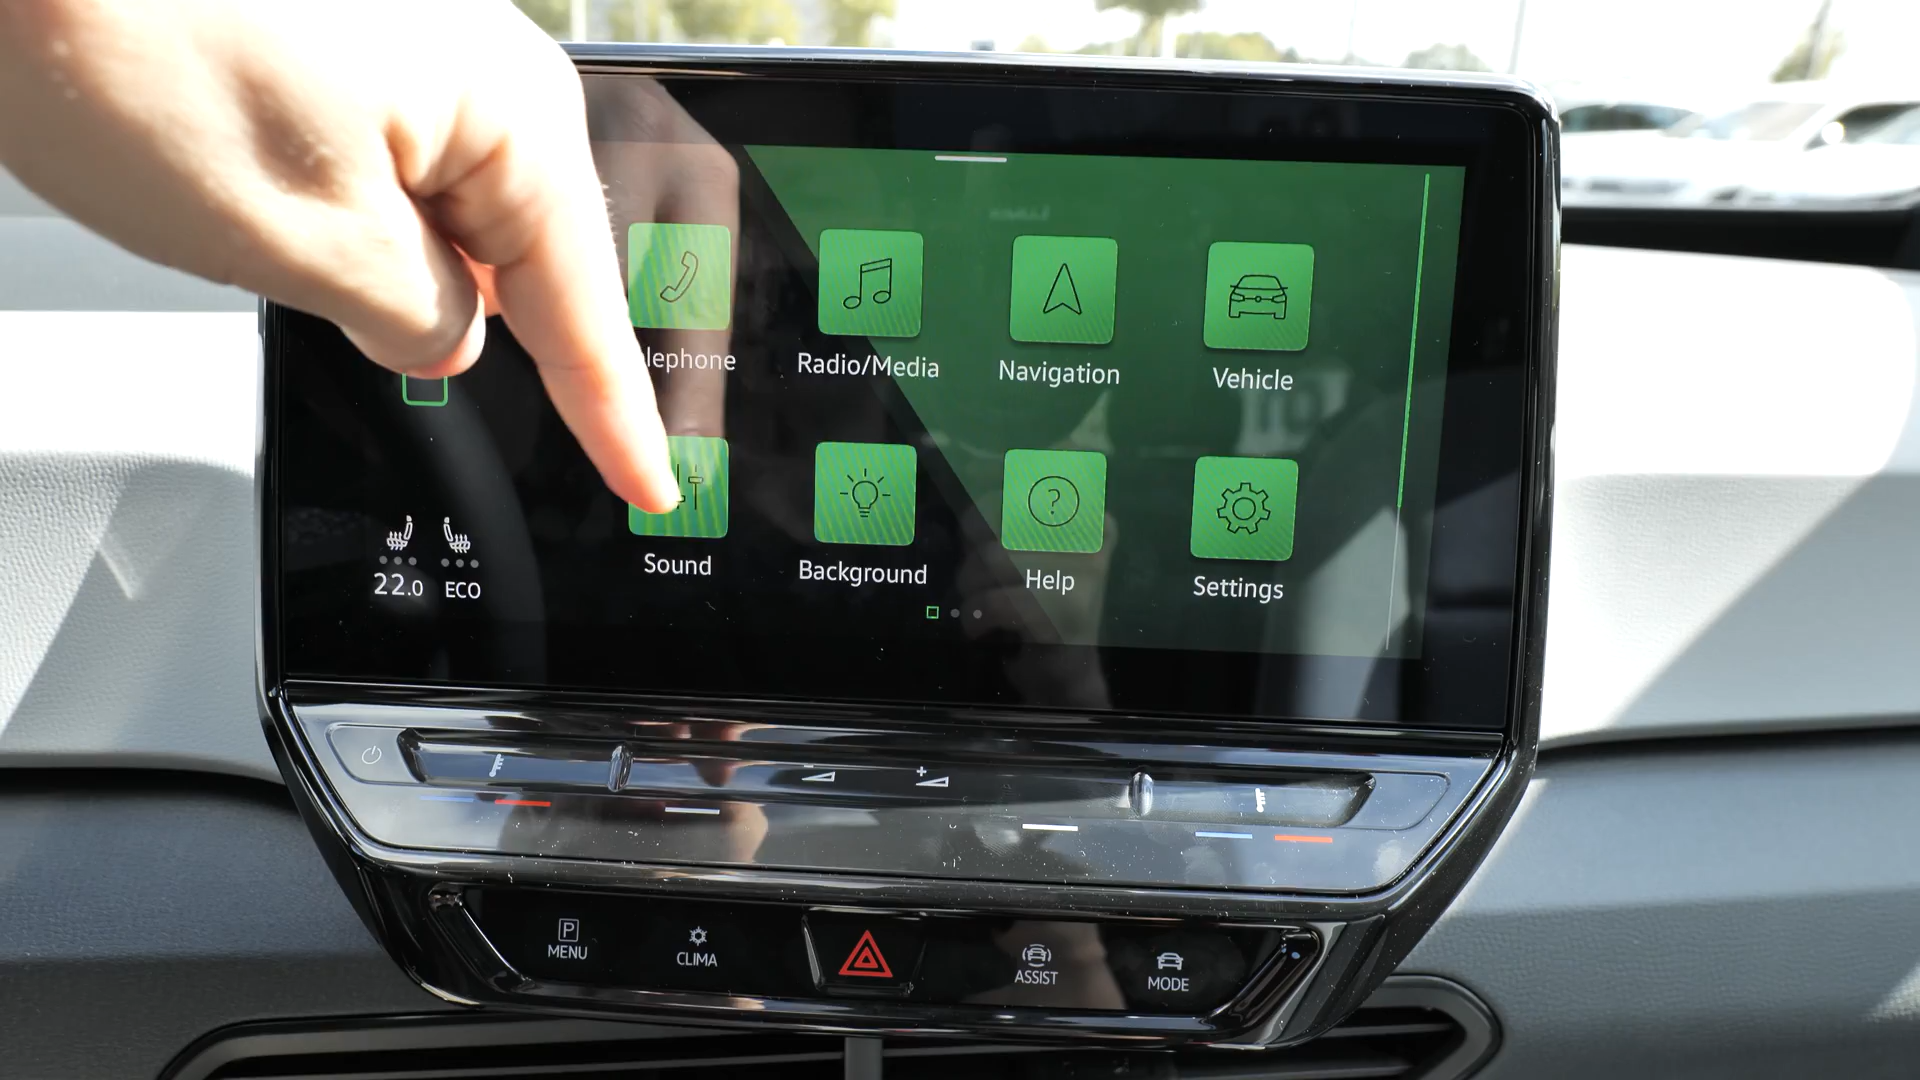 lephone
Radio/Media
Navigation
Vehicle
Sound
Background
Help
Settings
22.0
ECO
P
MENU
CLIMA
ASSIST
MODE